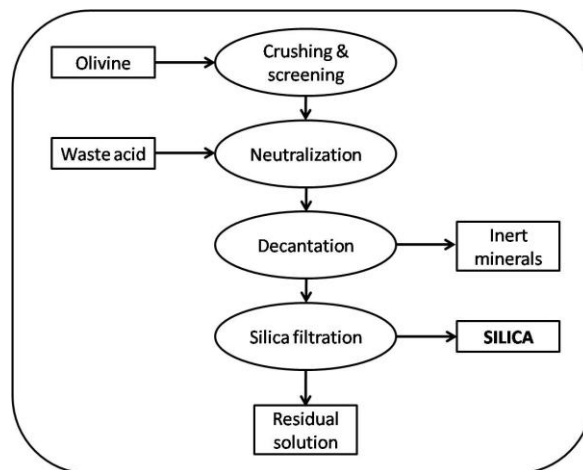 Olivine
Crushing &
screening
Waste acid
Neutralization
Decantation
Inert
minerals
Silica filtration
SILICA
Residual
solution